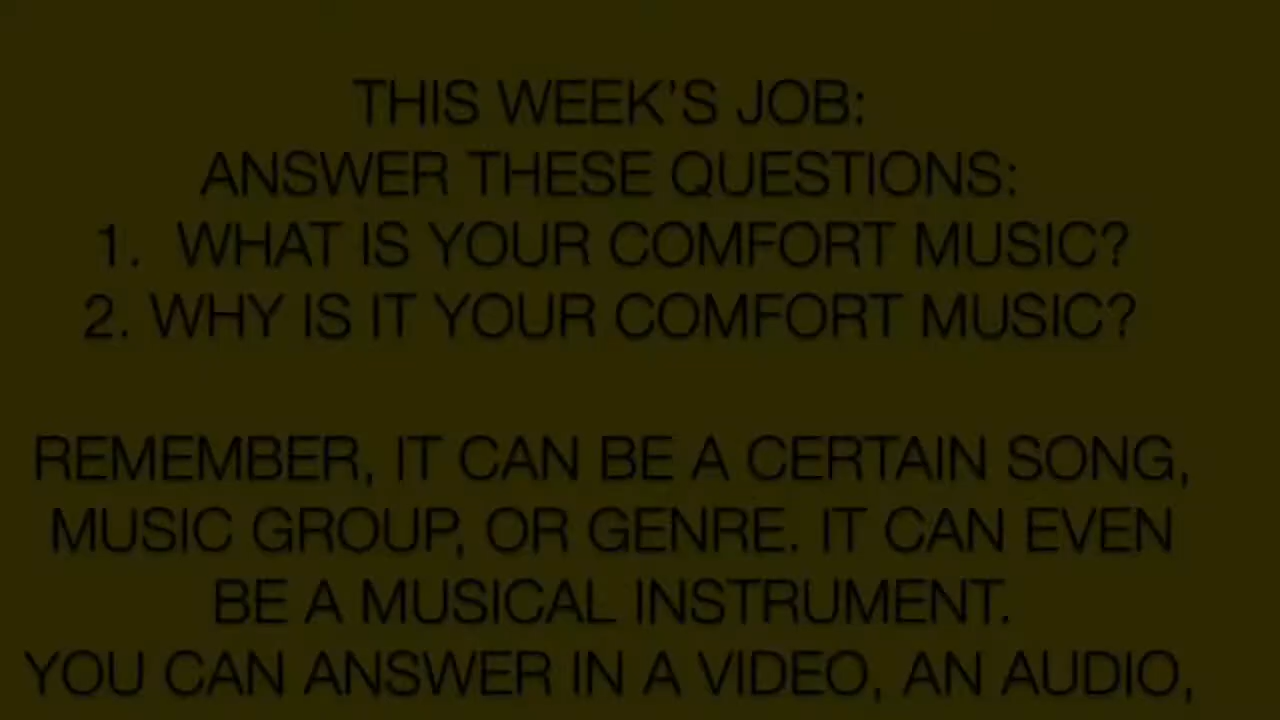 THIS WEEK'S JOB:
ANSWER THESE QUESTIONS:
1. WHAT IS YOUR COMFORT MUSIC?
2. WHY IS IT YOUR COMFORT MUSIC?
REMEMBER, IT CAN BE A CERTAIN SONG,
MUSIC GROUP, OR GENRE. IT CAN EVEN
BE A MUSICAL INSTRUMENT.
YOU CAN ANSWER IN A VIDEO, AN AUDIO,